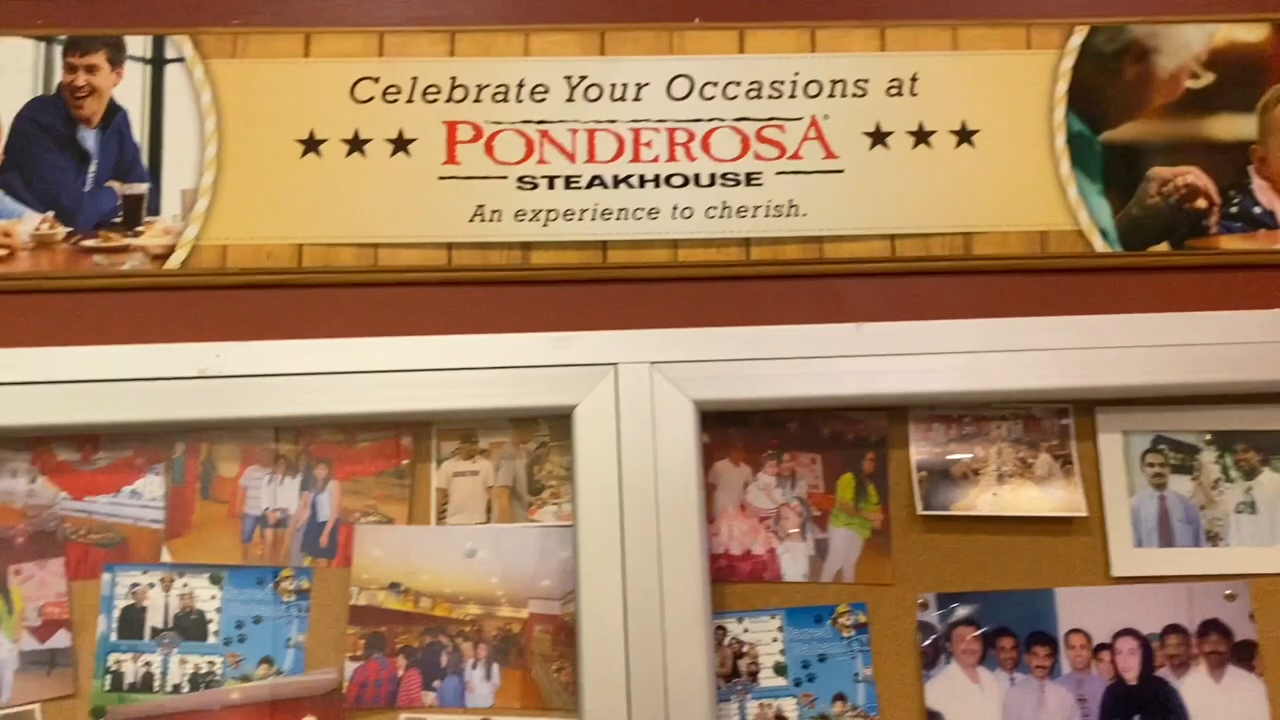 Celebrate Your Occasions at
PONDEROSA
STEAKHOUSE
An experience to cherish.